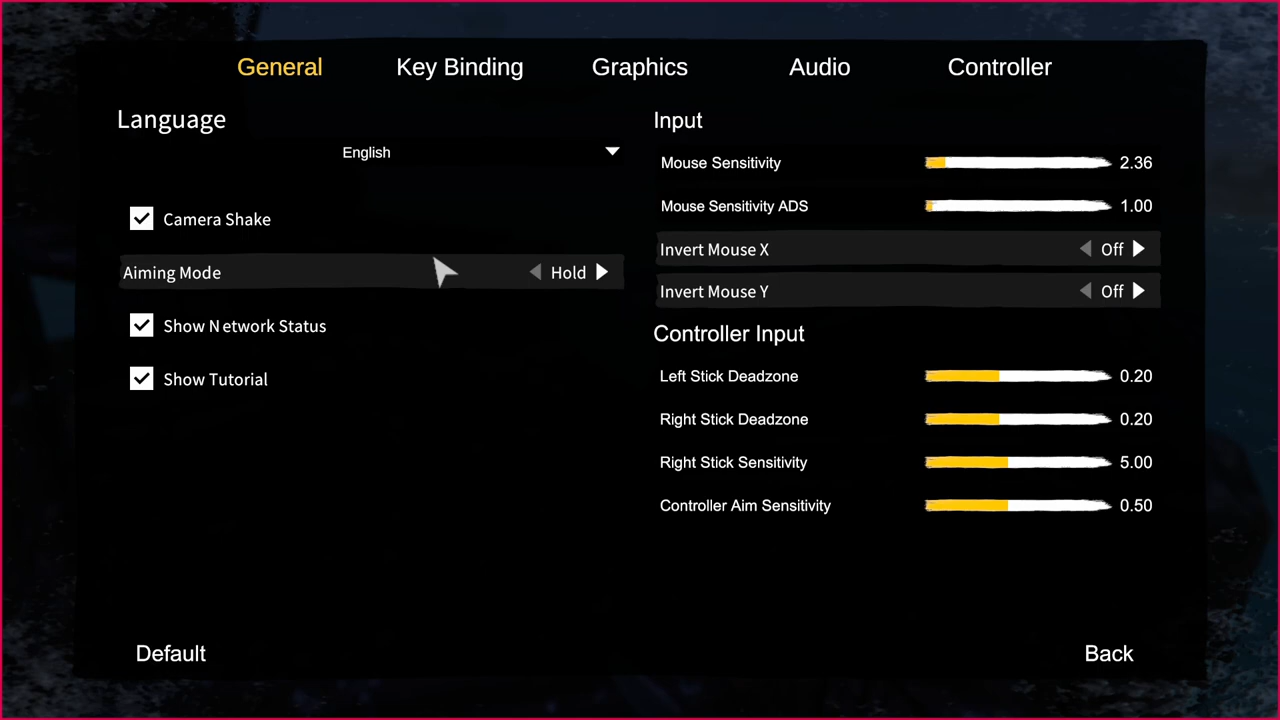 General Key Binding Graphics Audio Controller
Language
English
Camera Shake
Aiming Mode Hold
Show Network Status
Show Tutorial
Input
Mouse Sensitivity 2.36
Mouse Sensitivity ADS 1.00
Invert Mouse X Off
Invert Mouse Y Off
Controller Input
Left Stick Deadzone 0.20
Right Stick Deadzone 0.20
Right Stick Sensitivity 5.00
Controller Aim Sensitivity 0.50
Default Back